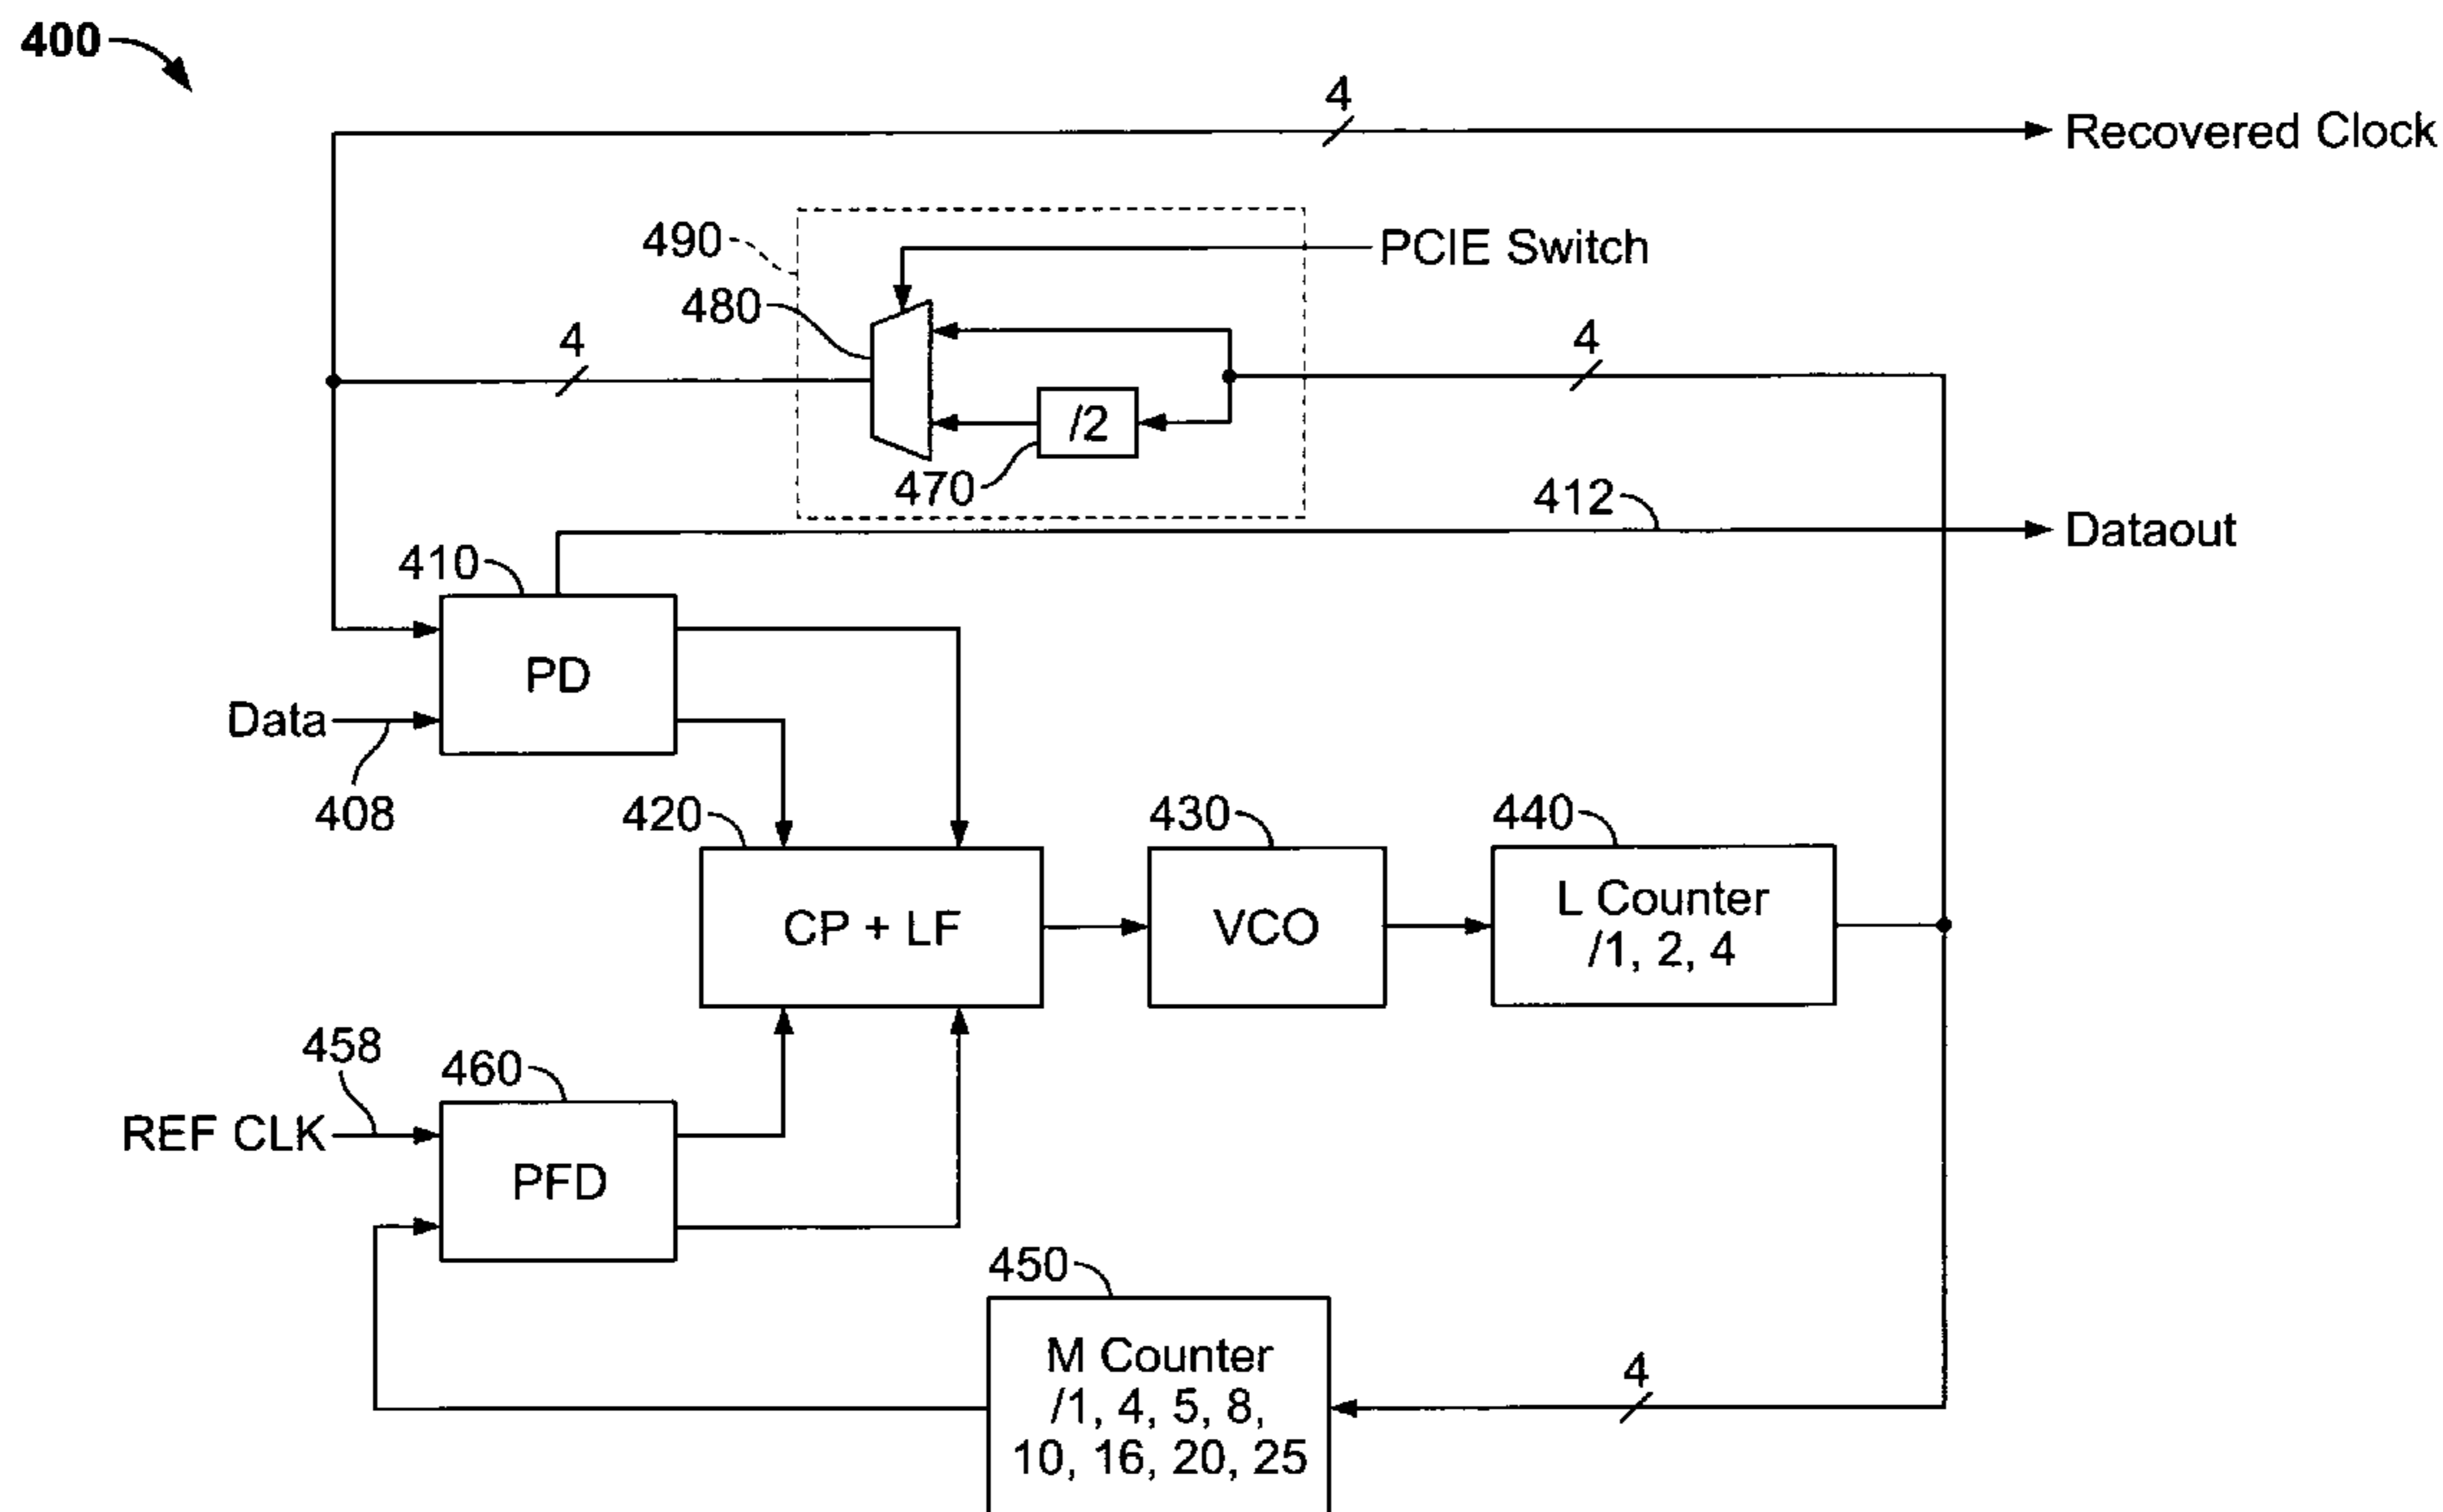 400
4
Recovered Clock
490
PCIE Switch
480
4
4
/2
470
412
Dataout
410
PD
Data
408
420
430
440
CP + LF
VCO
L Counter
/1, 2, 4
458
460
REF CLK
PFD
450
M Counter
/1, 4, 5, 8,
10, 16, 20, 25
4